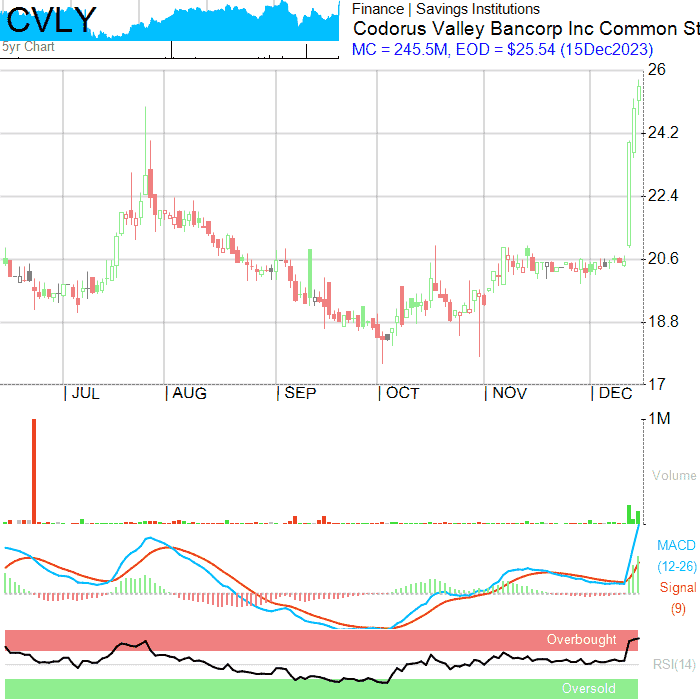 CVLY
5yr Chart
Finance | Savings Institutions
Codorus Valley Bancorp Inc Common St
MC = 245.5M, EOD = $25.54 (15Dec2023)
26
24.2
22.4
20.6
18.8
17
JUL
AUG
SEP
OCT
NOV
DEC
1M
Volume
MACD
(12-26)
Signal
(9)
Overbought
RSI(14)
Oversold